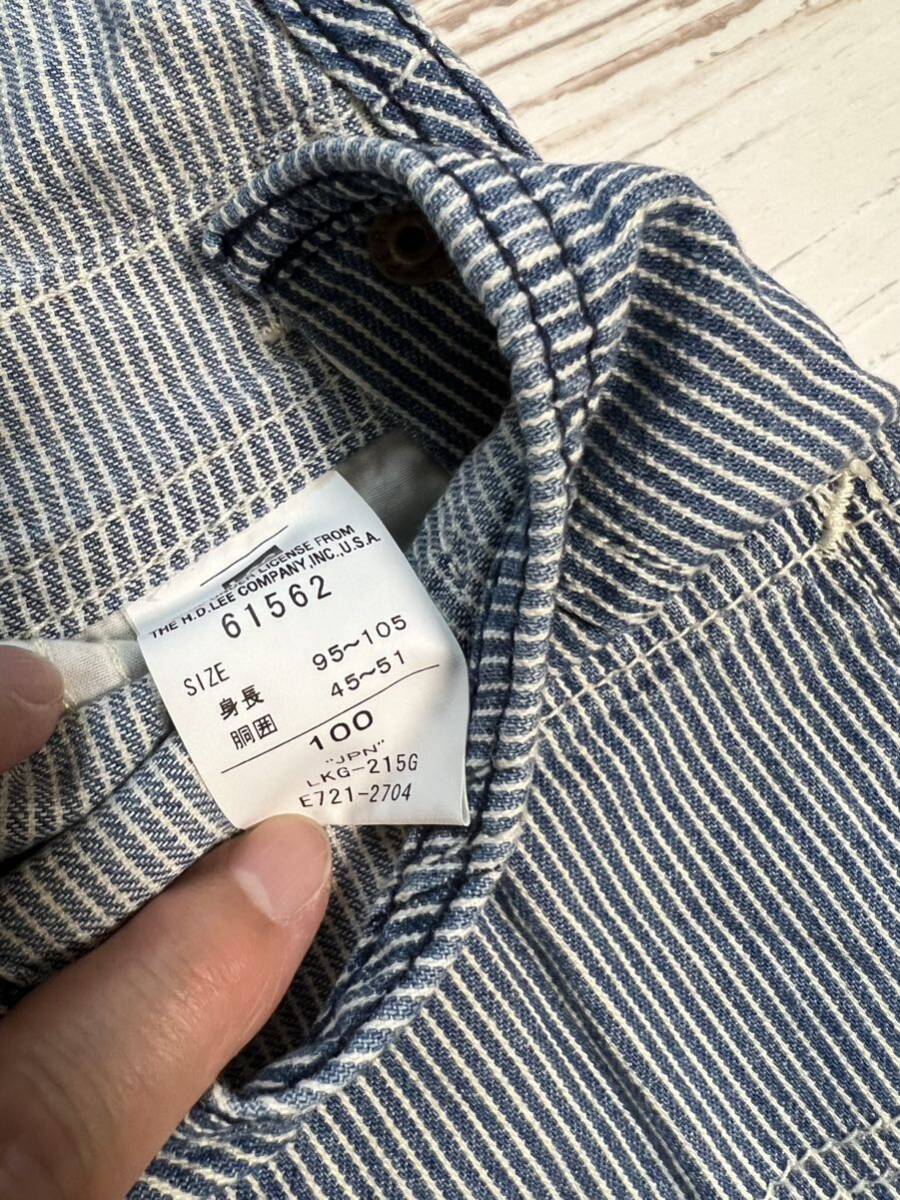 LICENSE FROM
THE H.D.LEE COMPANY,INC.,U.S.A.
61562
SIZE
身長 95~105
胴囲 45~51
100
"JPN"
LKG-215G
E721-2704